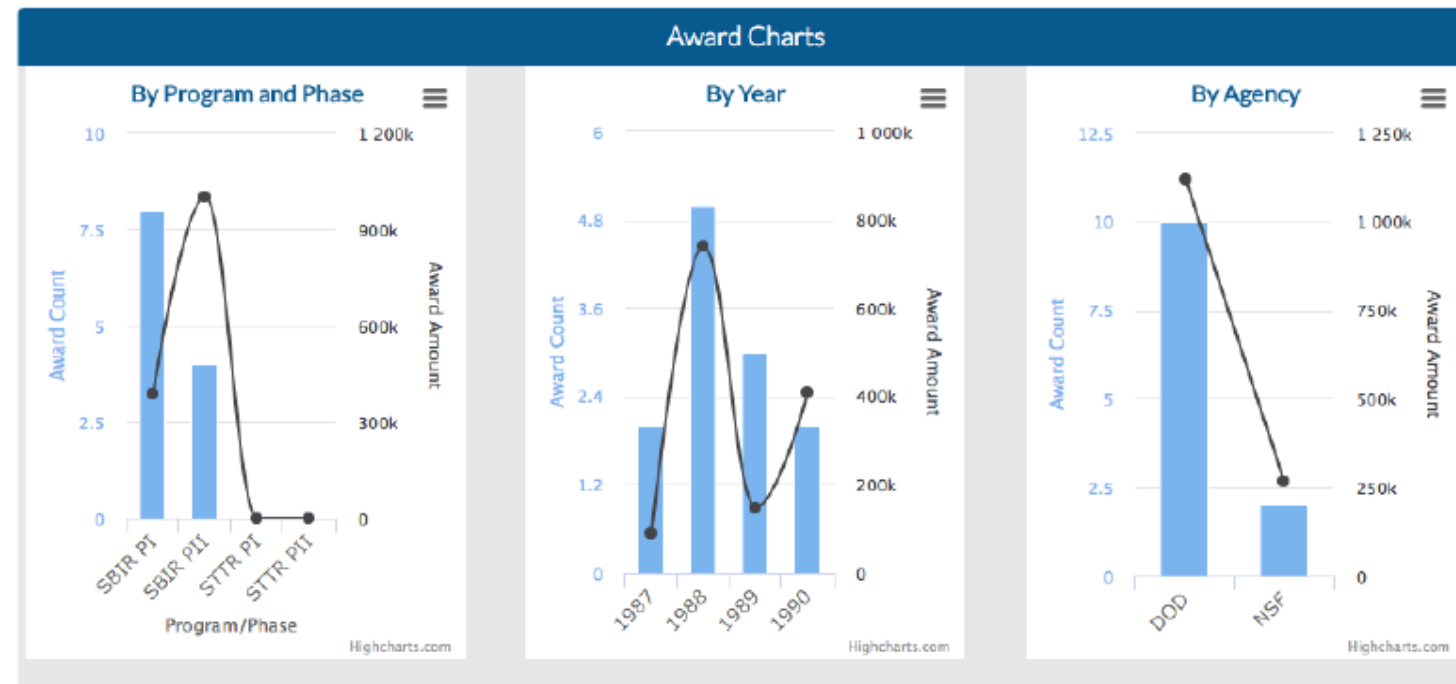 Award Charts
By Program and Phase
10
1 200k
7.5
900k
5
600k
2.5
300k
0
0
Award Count
Award Amount
SBIR PI
SBIR PII
STTR PI
STTR PII
Program/Phase
Highcharts.com
By Year
6
1 000k
4.8
800k
3.6
600k
2.4
400k
1.2
200k
0
0
Award Count
Award Amount
1987
1988
1989
1990
Highcharts.com
By Agency
12.5
1 250k
10
1 000k
7.5
750k
5
500k
2.5
250k
0
0
Award Count
Award Amount
DOD
NSF
Highcharts.com